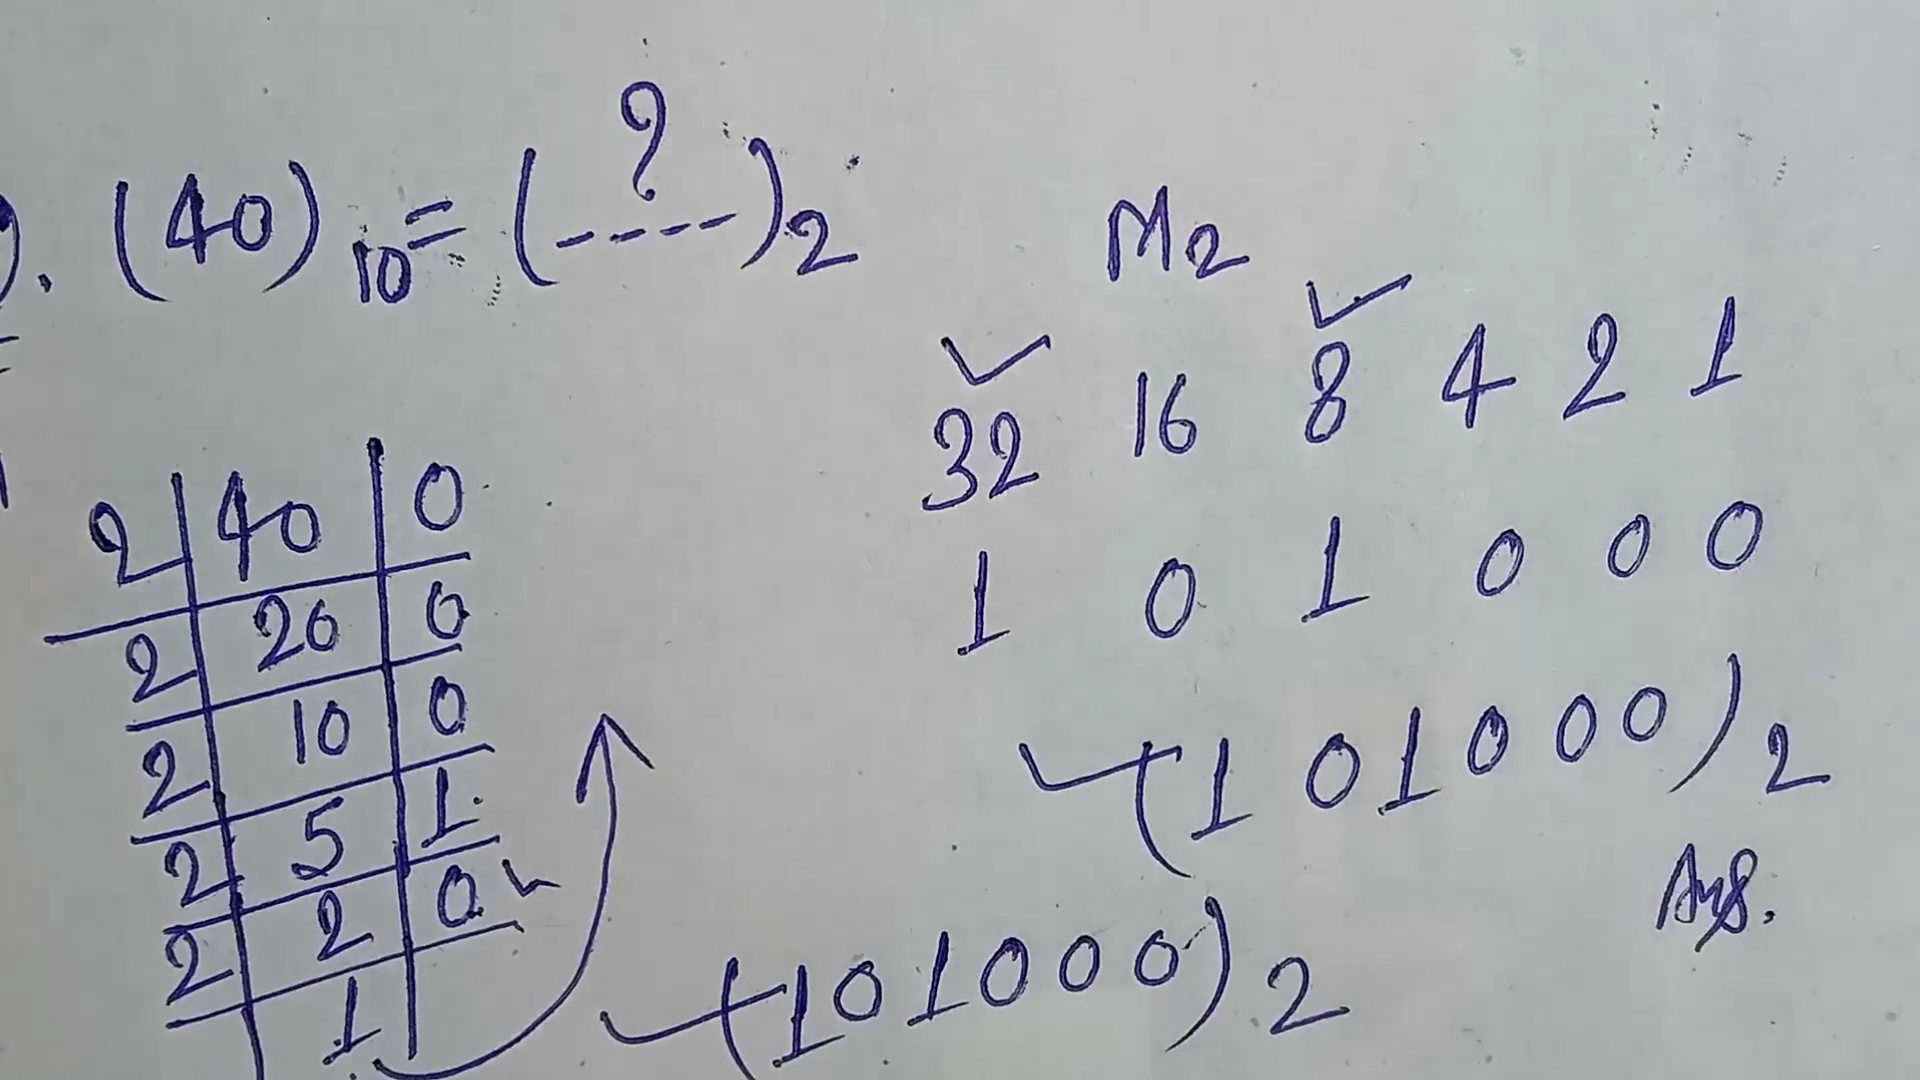 (40)10 = (----)2 ?
2 | 40 | 0
2 | 20 | 0
2 | 10 | 0
2 | 5 | 1
2 | 2 | 0
1
(101000)2
M2
32 16 8 4 2 1
1 0 1 0 0 0
(101000)2
Ans.